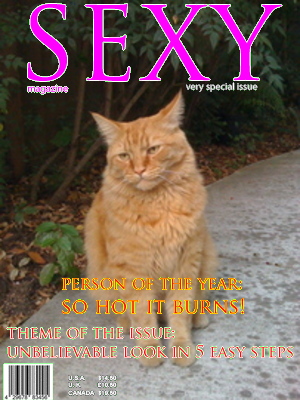 SEXY
magazine very special issue
PERSON OF THE YEAR:
SO HOT IT BURNS!
THEME OF THE ISSUE:
UNBELIEVABLE LOOK IN 5 EASY STEPS
U.S.A. $14.50
U.K. £10.50
CANADA $19.50